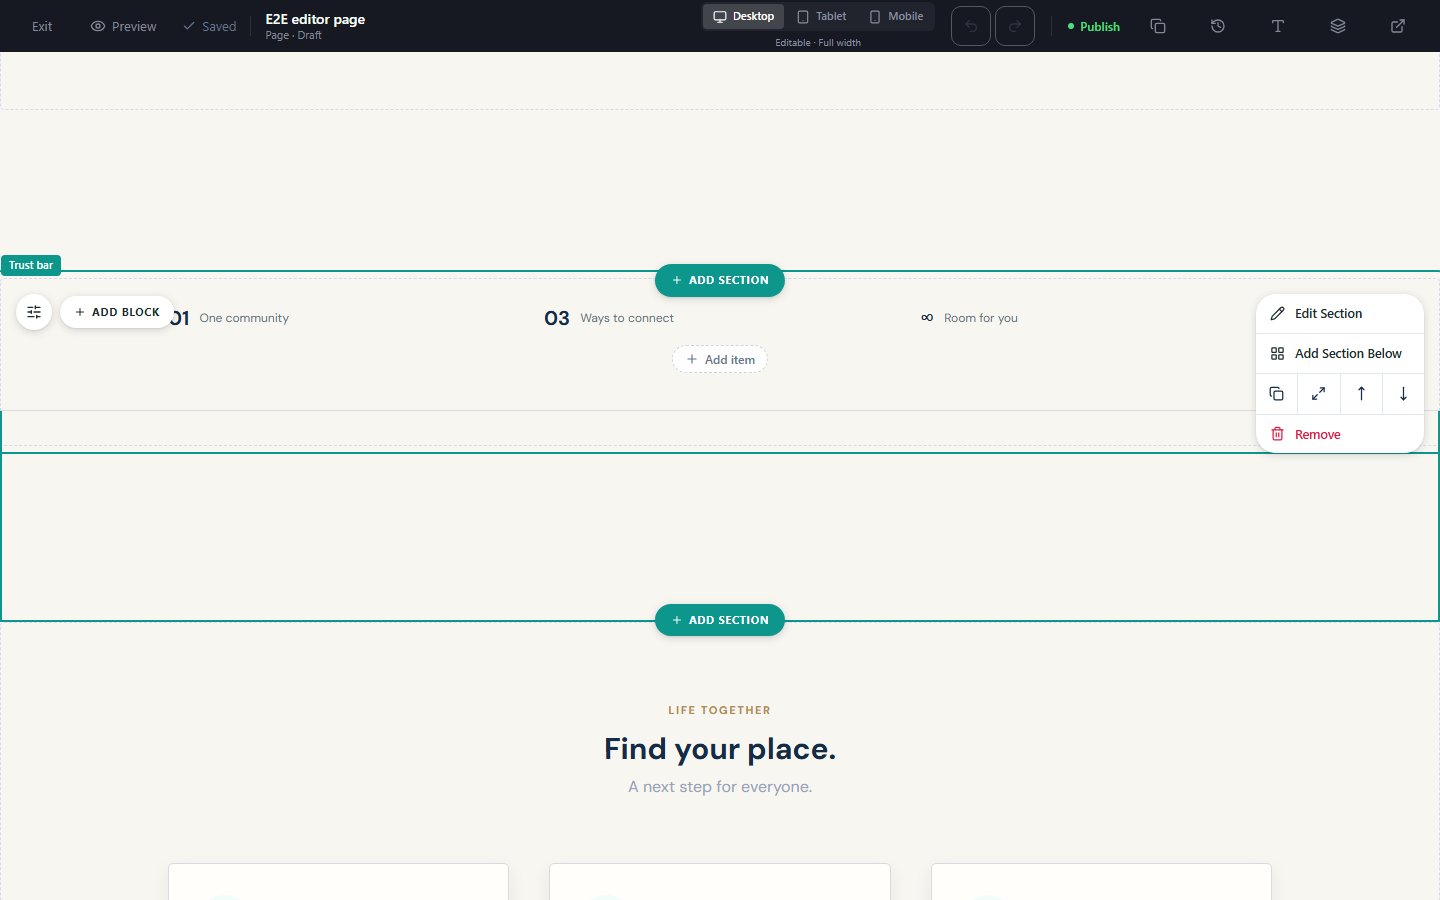 Exit
Preview
Saved
E2E editor page
Page · Draft
Desktop
Tablet
Mobile
Editable · Full width
Publish
Trust bar
+ ADD SECTION
+ ADD BLOCK
01 One community
03 Ways to connect
∞ Room for you
+ Add item
Edit Section
Add Section Below
Remove
+ ADD SECTION
LIFE TOGETHER
Find your place.
A next step for everyone.